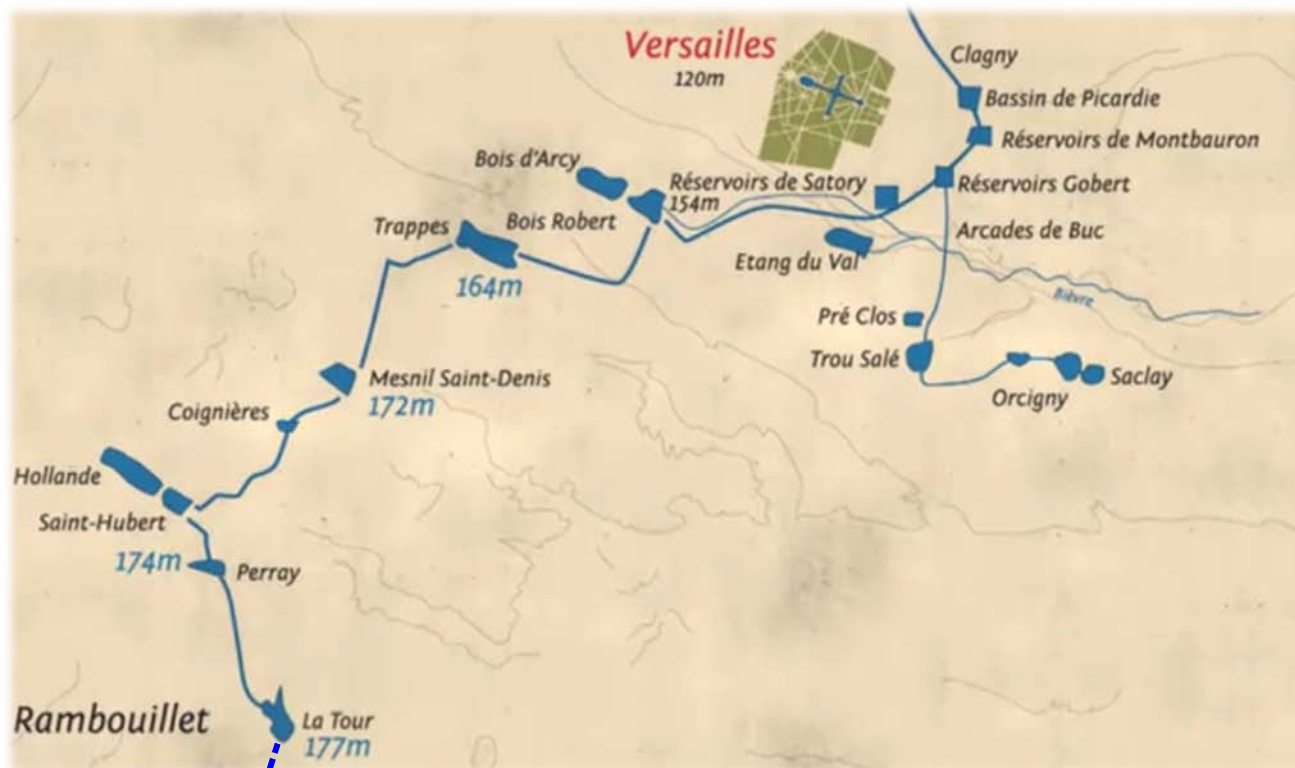 Versailles
120m
Clagny
Bassin de Picardie
Réservoirs de Montbauron
Bois d'Arcy
Réservoirs de Satory
154m
Réservoirs Gobert
Trappes
Bois Robert
164m
Arcades de Buc
Etang du Val
Bièvre
Pré Clos
Trou Salé
Saclay
Orcigny
Mesnil Saint-Denis
172m
Coignières
Hollande
Saint-Hubert
174m
Perray
Rambouillet
La Tour
177m